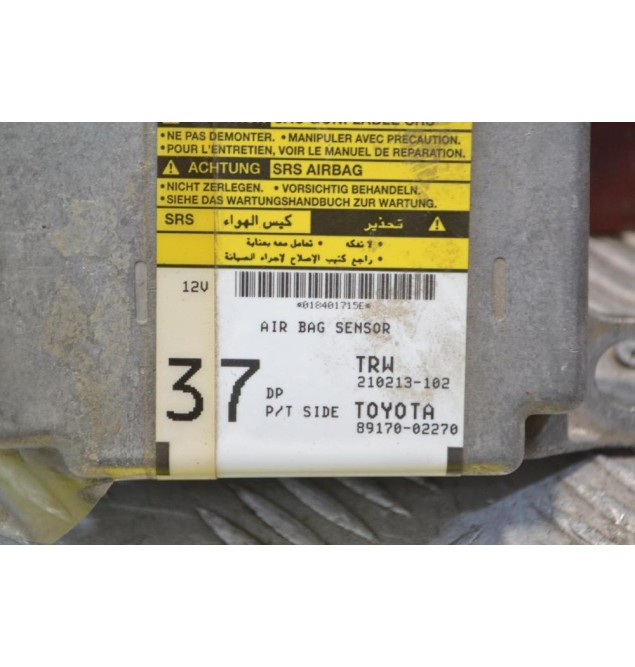 • NE PAS DEMONTER. • MANIPULER AVEC PRECAUTION.
• POUR L'ENTRETIEN, VOIR LE MANUEL DE REPARATION.
ACHTUNG SRS AIRBAG
• NICHT ZERLEGEN. • VORSICHTIG BEHANDELN.
• SIEHE DAS WARTUNGSHANDBUCH ZUR WARTUNG.
تحذير كيس الهواء SRS
• لا تفكه • تعامل معه بعناية
• راجع كتيب الإصلاح لاجراء الصيانة
12V
*018401715E*
AIR BAG SENSOR
37
DP
P/T SIDE
TRW
210213-102
TOYOTA
89170-02270